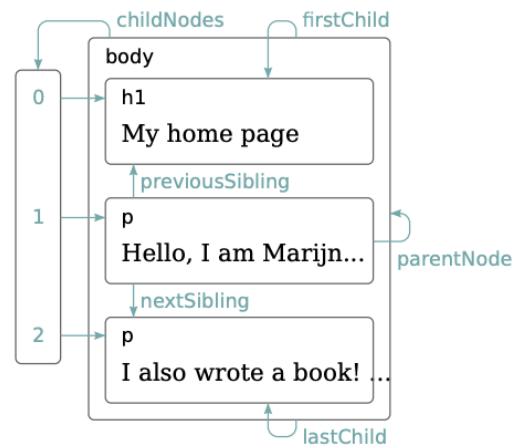 childNodes firstChild
body
0 h1
My home page
previousSibling
1 p
Hello, I am Marijn...
parentNode
nextSibling
2 p
I also wrote a book! ...
lastChild